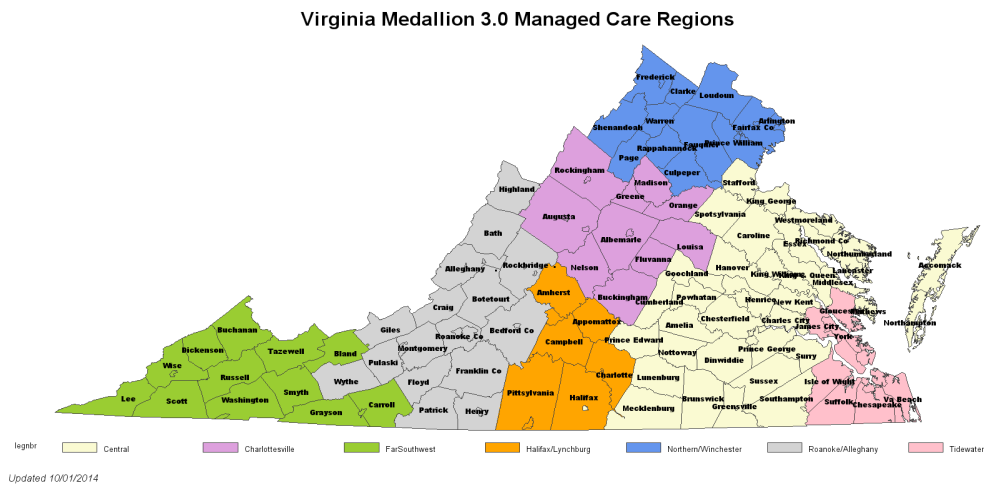 Virginia Medallion 3.0 Managed Care Regions
Frederick
Clarke
Loudoun
Warren
Arlington
Fairfax Co
Shenandoah
Fauquier
Prince William
Rappahannock
Page
Culpeper
Rockingham
Madison
Stafford
Highland
Greene
Orange
King George
Augusta
Spotsylvania
Westmoreland
Bath
Albemarle
Caroline
Essex
Richmond Co
Louisa
Northumberland
Fluvanna
Accomack
Alleghany
Rockbridge
Nelson
Goochland
Hanover
King William
Lancaster
Middlesex
Amherst
Buckingham
Cumberland
Powhatan
Henrico
New Kent
Botetourt
Craig
Gloucester
Northampton
Appomattox
Amelia
Chesterfield
Charles City
James City
Giles
Bedford Co
Buchanan
Roanoke Co
Campbell
Prince Edward
York
Dickenson
Tazewell
Bland
Montgomery
Nottoway
Prince George
Surry
Wise
Pulaski
Dinwiddie
Russell
Wythe
Floyd
Franklin Co
Charlotte
Lunenburg
Sussex
Isle of Wight
Lee
Scott
Washington
Smyth
Pittsylvania
Halifax
Brunswick
Southampton
Suffolk
Chesapeake
Va Beach
Grayson
Carroll
Patrick
Henry
Mecklenburg
Greensville
legnbr
Central
Charlottesville
FarSouthwest
Halifax/Lynchburg
Northern/Winchester
Roanoke/Alleghany
Tidewater
Updated 10/01/2014